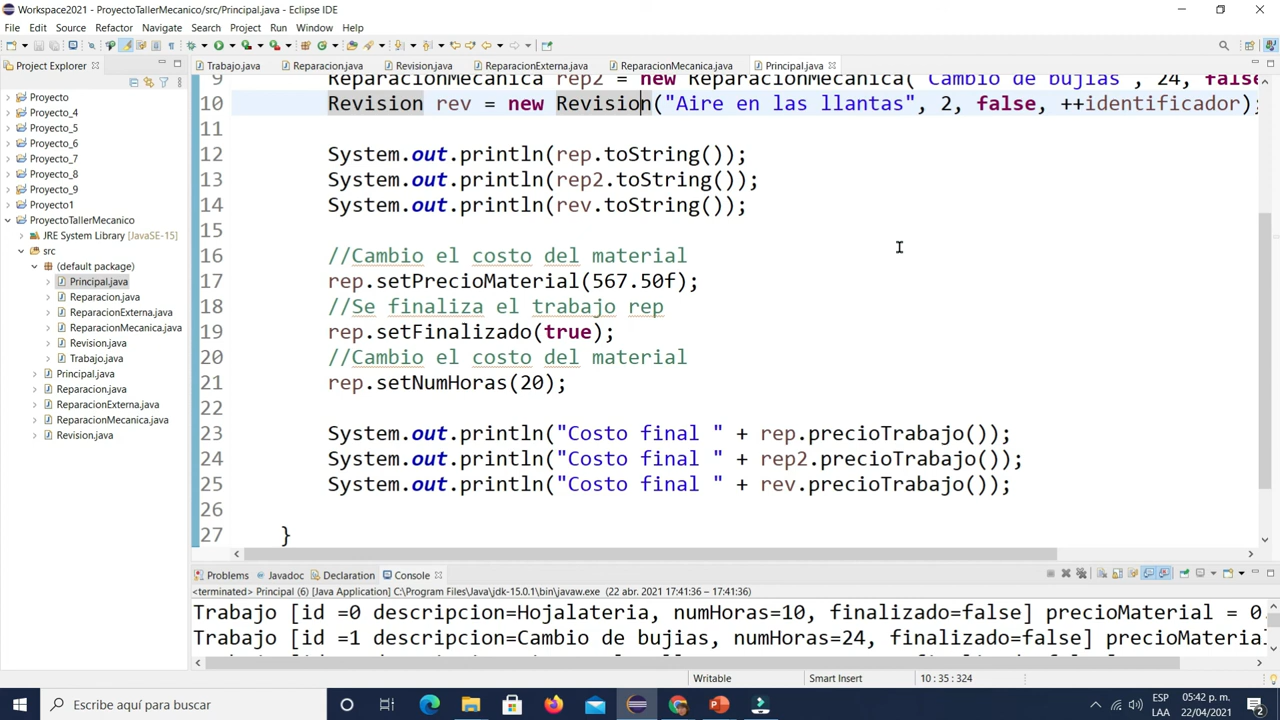 Workspace2021 - ProyectoTallerMecanico/src/Principal.java - Eclipse IDE
File Edit Source Refactor Navigate Search Project Run Window Help
Project Explorer
Trabajo.java Reparacion.java Revision.java ReparacionExterna.java ReparacionMecanica.java Principal.java
Proyecto
Proyecto_4
Proyecto_5
Proyecto_6
Proyecto_7
Proyecto_8
Proyecto_9
Proyecto1
ProyectoTallerMecanico
JRE System Library [JavaSE-15]
src
(default package)
Principal.java
Reparacion.java
ReparacionExterna.java
ReparacionMecanica.java
Revision.java
Trabajo.java
Principal.java
Reparacion.java
ReparacionExterna.java
ReparacionMecanica.java
Revision.java
9 ReparacionMecanica rep2 = new ReparacionMecanica("Cambio de bujias", 24, false
10 Revision rev = new Revision("Aire en las llantas", 2, false, ++identificador);
11
12 System.out.println(rep.toString());
13 System.out.println(rep2.toString());
14 System.out.println(rev.toString());
15
16 //Cambio el costo del material
17 rep.setPrecioMaterial(567.50f);
18 //Se finaliza el trabajo rep
19 rep.setFinalizado(true);
20 //Cambio el costo del material
21 rep.setNumHoras(20);
22
23 System.out.println("Costo final " + rep.precioTrabajo());
24 System.out.println("Costo final " + rep2.precioTrabajo());
25 System.out.println("Costo final " + rev.precioTrabajo());
26
27 }
Problems Javadoc Declaration Console
<terminated> Principal (6) [Java Application] C:\Program Files\Java\jdk-15.0.1\bin\javaw.exe (22 abr. 2021 17:41:36 – 17:41:36)
Trabajo [id =0 descripcion=Hojalateria, numHoras=10, finalizado=false] precioMaterial = 0.
Trabajo [id =1 descripcion=Cambio de bujias, numHoras=24, finalizado=false] precioMaterial
Writable Smart Insert 10 : 35 : 324
Escribe aquí para buscar
ESP
LAA
05:42 p. m.
22/04/2021
2